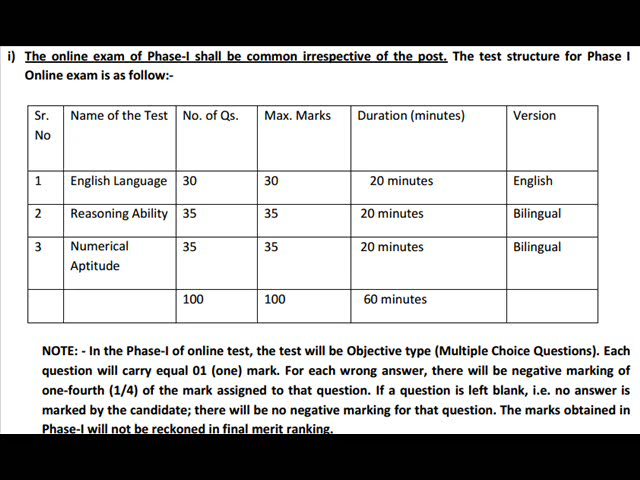 i) The online exam of Phase-I shall be common irrespective of the post. The test structure for Phase I
Online exam is as follow:-
Sr. No Name of the Test No. of Qs. Max. Marks Duration (minutes) Version
1 English Language 30 30 20 minutes English
2 Reasoning Ability 35 35 20 minutes Bilingual
3 Numerical Aptitude 35 35 20 minutes Bilingual
100 100 60 minutes
NOTE: - In the Phase-I of online test, the test will be Objective type (Multiple Choice Questions). Each
question will carry equal 01 (one) mark. For each wrong answer, there will be negative marking of
one-fourth (1/4) of the mark assigned to that question. If a question is left blank, i.e. no answer is
marked by the candidate; there will be no negative marking for that question. The marks obtained in
Phase-I will not be reckoned in final merit ranking.